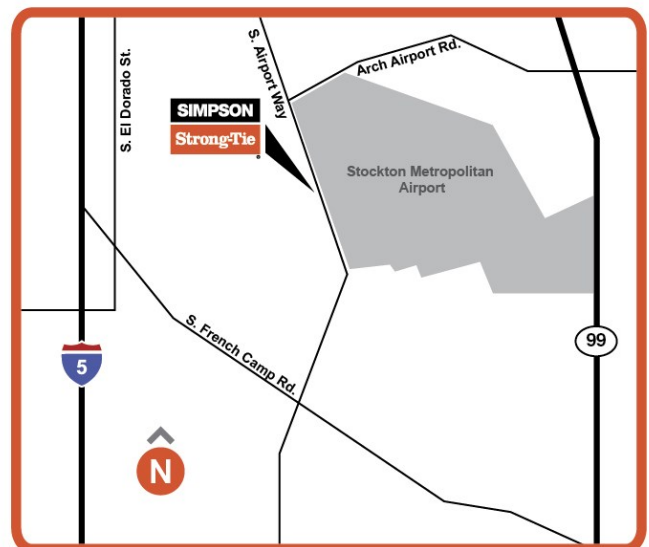 S. El Dorado St.
S. Airport Way
Arch Airport Rd.
SIMPSON
Strong-Tie
®
Stockton Metropolitan
Airport
S. French Camp Rd.
5
99
N